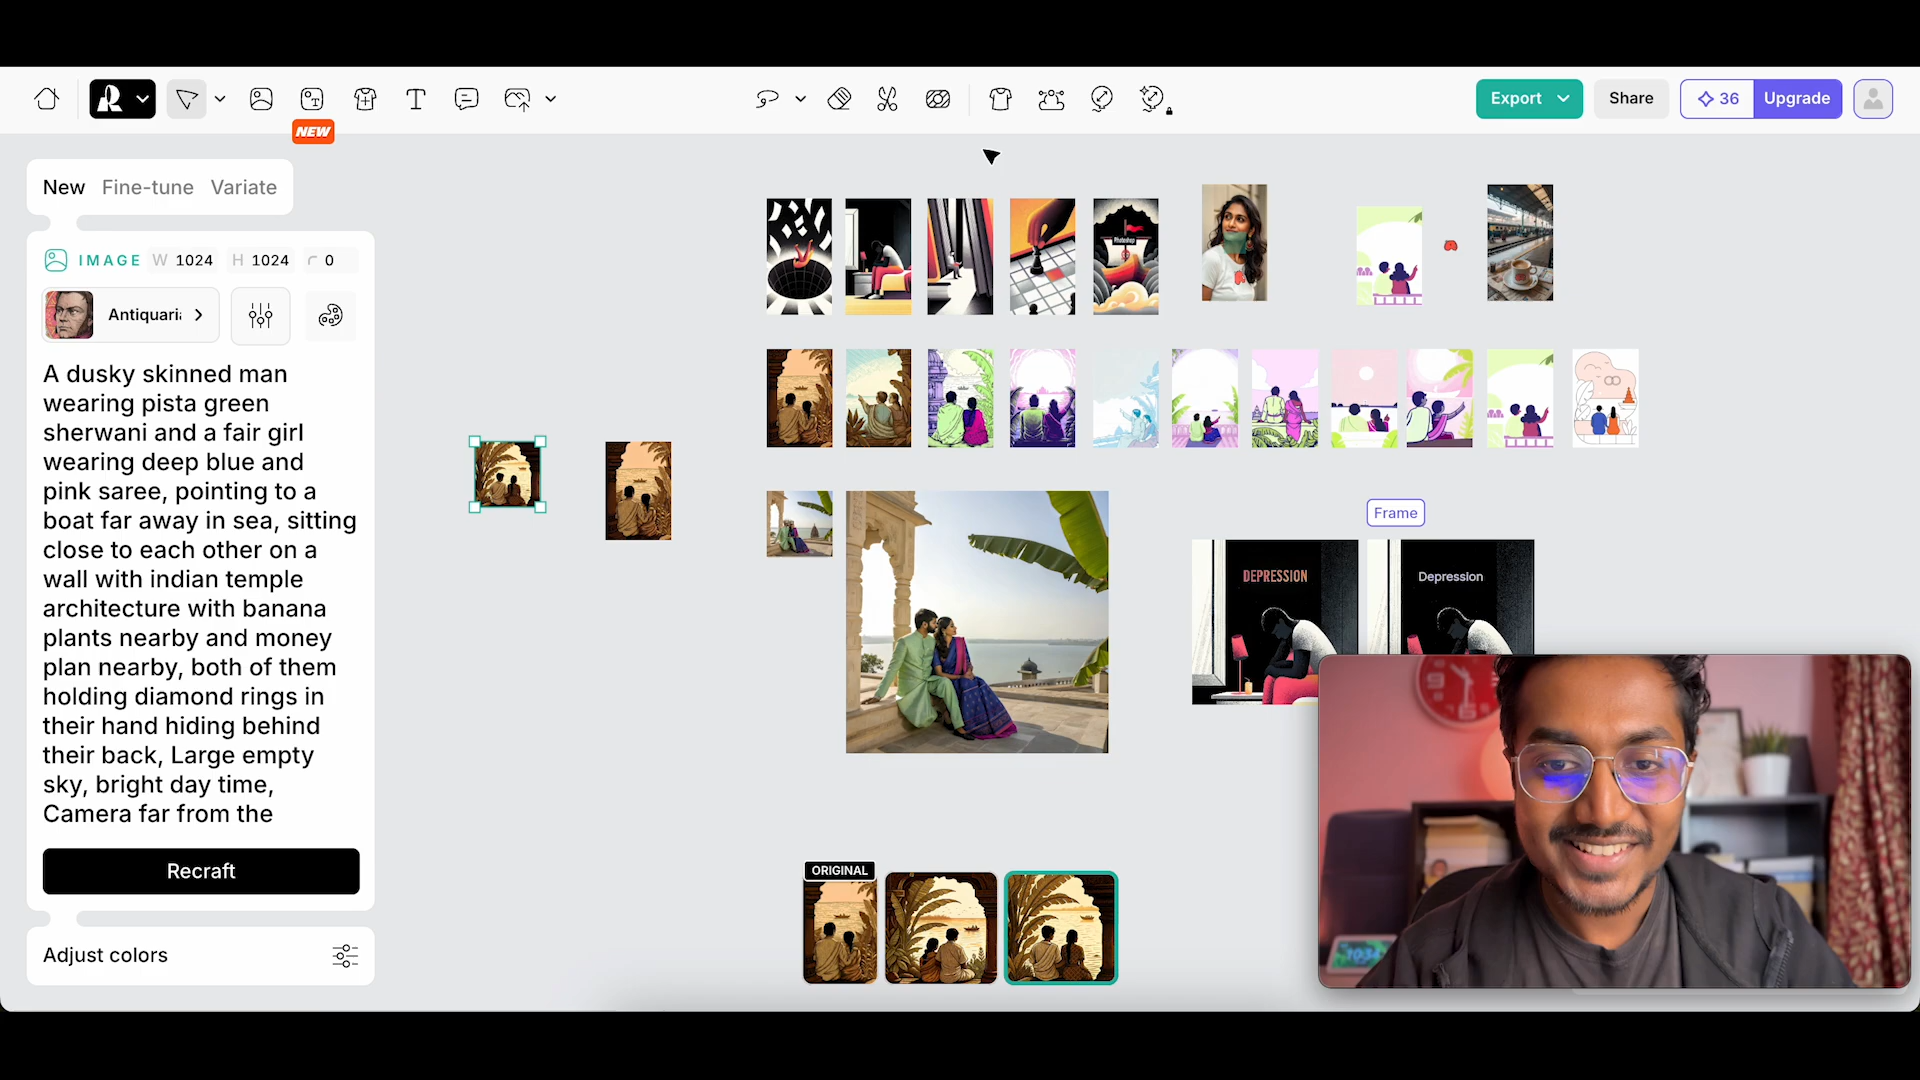 Export
Share
36
Upgrade
NEW
New
Fine-tune
Variate
IMAGE
W 1024
H 1024
0
Antiquari
A dusky skinned man
wearing pista green
sherwani and a fair girl
wearing deep blue and
pink saree, pointing to a
boat far away in sea, sitting
close to each other on a
wall with indian temple
architecture with banana
plants nearby and money
plan nearby, both of them
holding diamond rings in
their hand hiding behind
their back, Large empty
sky, bright day time,
Camera far from the
Recraft
Adjust colors
Photoshop
Frame
DEPRESSION
Depression
ORIGINAL